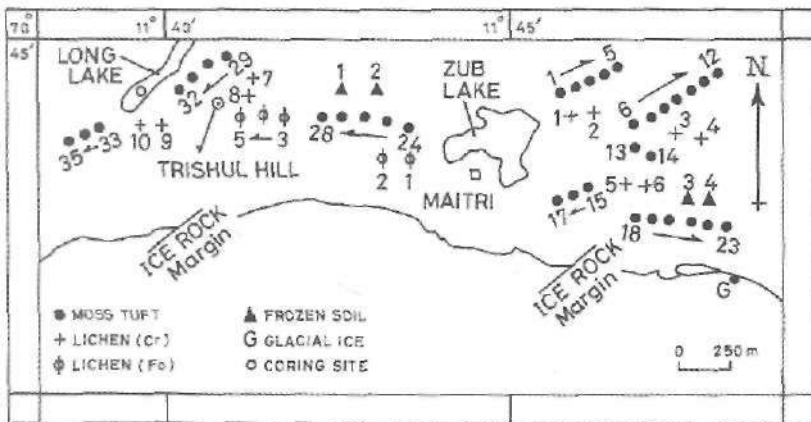 70° 11° 40' 11° 45'
45'
LONG LAKE
29
32
7
8
1 2
ZUB LAKE
1 5
12
N
6
1 2
3
4
35 33
10 9
5 3
28 24
13 14
TRISHUL HILL
2 1
MAITRI
5 6
3 4
17 15
18 23
ICE ROCK
Margin
ICE ROCK
Margin
G
MOSS TUFT
LICHEN (Cr)
LICHEN (Fo)
FROZEN SOIL
G GLACIAL ICE
CORING SITE
0 250 m